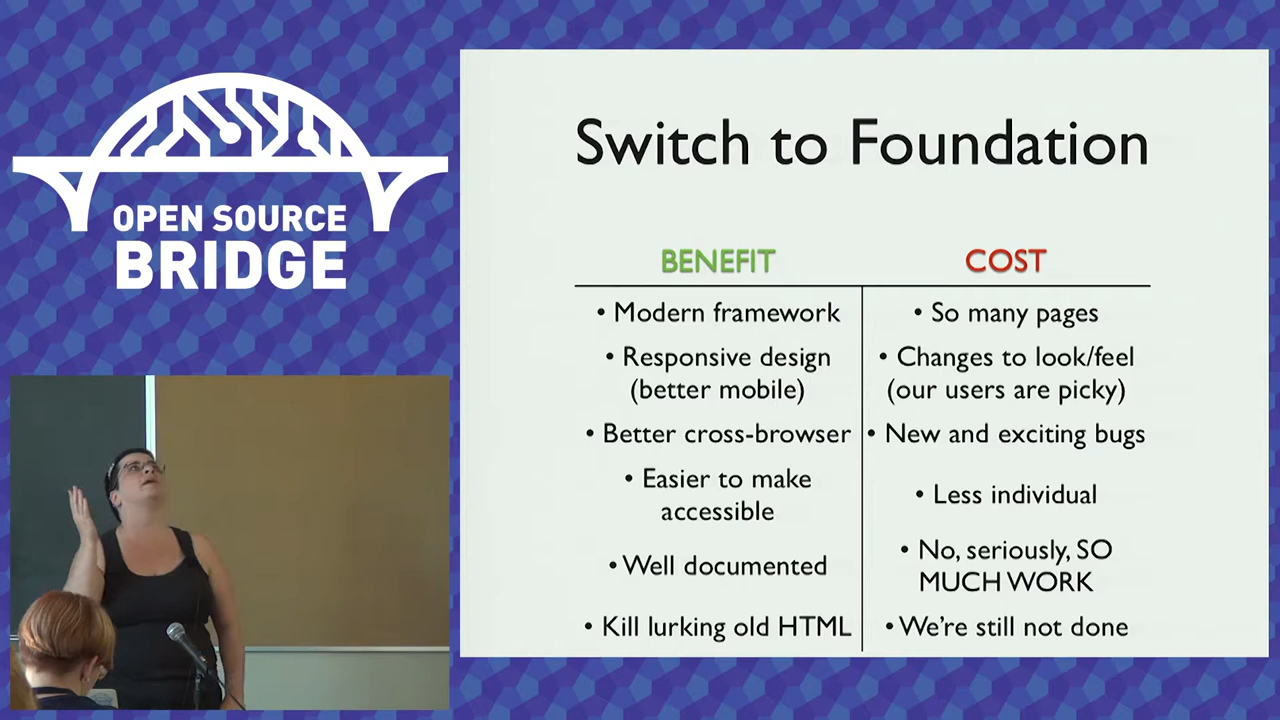 OPEN SOURCE
BRIDGE
Switch to Foundation
BENEFIT
COST
• Modern framework
• So many pages
• Responsive design
(better mobile)
• Changes to look/feel
(our users are picky)
• Better cross-browser
• New and exciting bugs
• Easier to make
accessible
• Less individual
• Well documented
• No, seriously, SO
MUCH WORK
• Kill lurking old HTML
• We're still not done